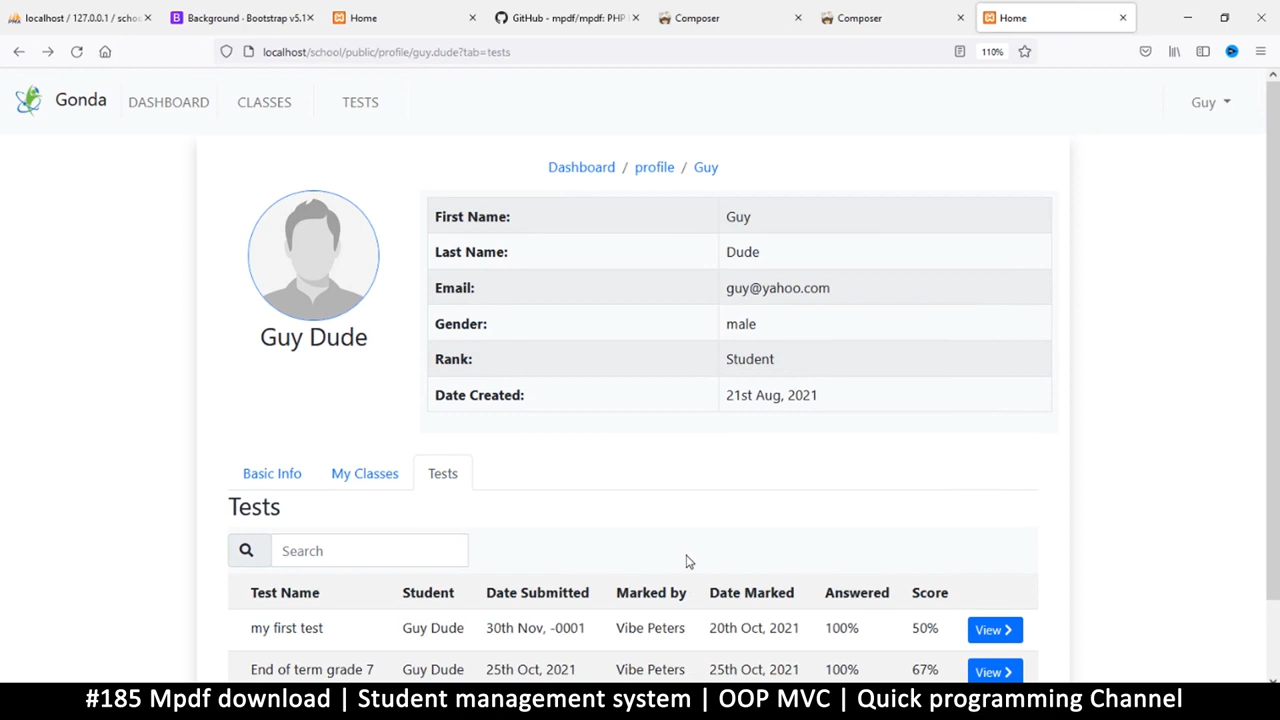 localhost / 127.0.0.1 / schoo
Background · Bootstrap v5.1
Home
GitHub - mpdf/mpdf: PHP
Composer
Composer
Home
localhost/school/public/profile/guy.dude?tab=tests
110%
Gonda
DASHBOARD
CLASSES
TESTS
Guy
Dashboard / profile / Guy
Guy Dude
First Name: Guy
Last Name: Dude
Email: guy@yahoo.com
Gender: male
Rank: Student
Date Created: 21st Aug, 2021
Basic Info
My Classes
Tests
Tests
Search
Test Name Student Date Submitted Marked by Date Marked Answered Score
my first test Guy Dude 30th Nov, -0001 Vibe Peters 20th Oct, 2021 100% 50% View
End of term grade 7 Guy Dude 25th Oct, 2021 Vibe Peters 25th Oct, 2021 100% 67% View
#185 Mpdf download | Student management system | OOP MVC | Quick programming Channel